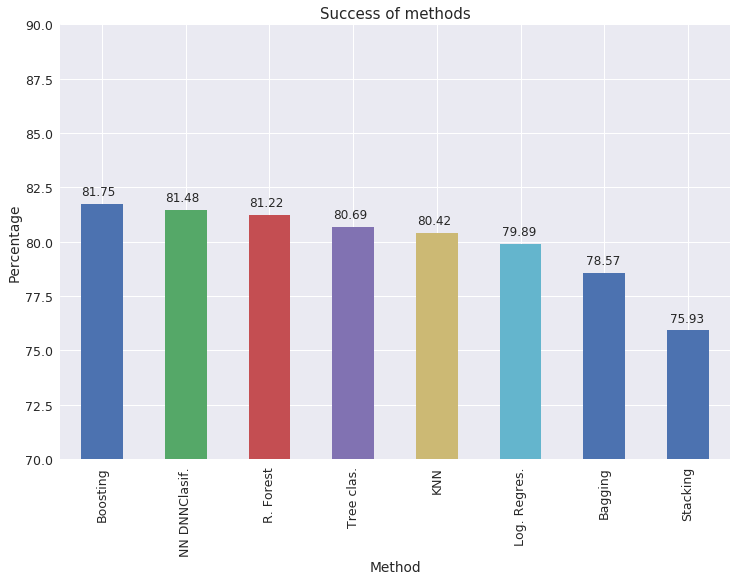 Success of methods
90.0
87.5
85.0
82.5
80.0
77.5
75.0
72.5
70.0
Percentage
81.75
81.48
81.22
80.69
80.42
79.89
78.57
75.93
Boosting
NN DNNClasif.
R. Forest
Tree clas.
KNN
Log. Regres.
Bagging
Stacking
Method